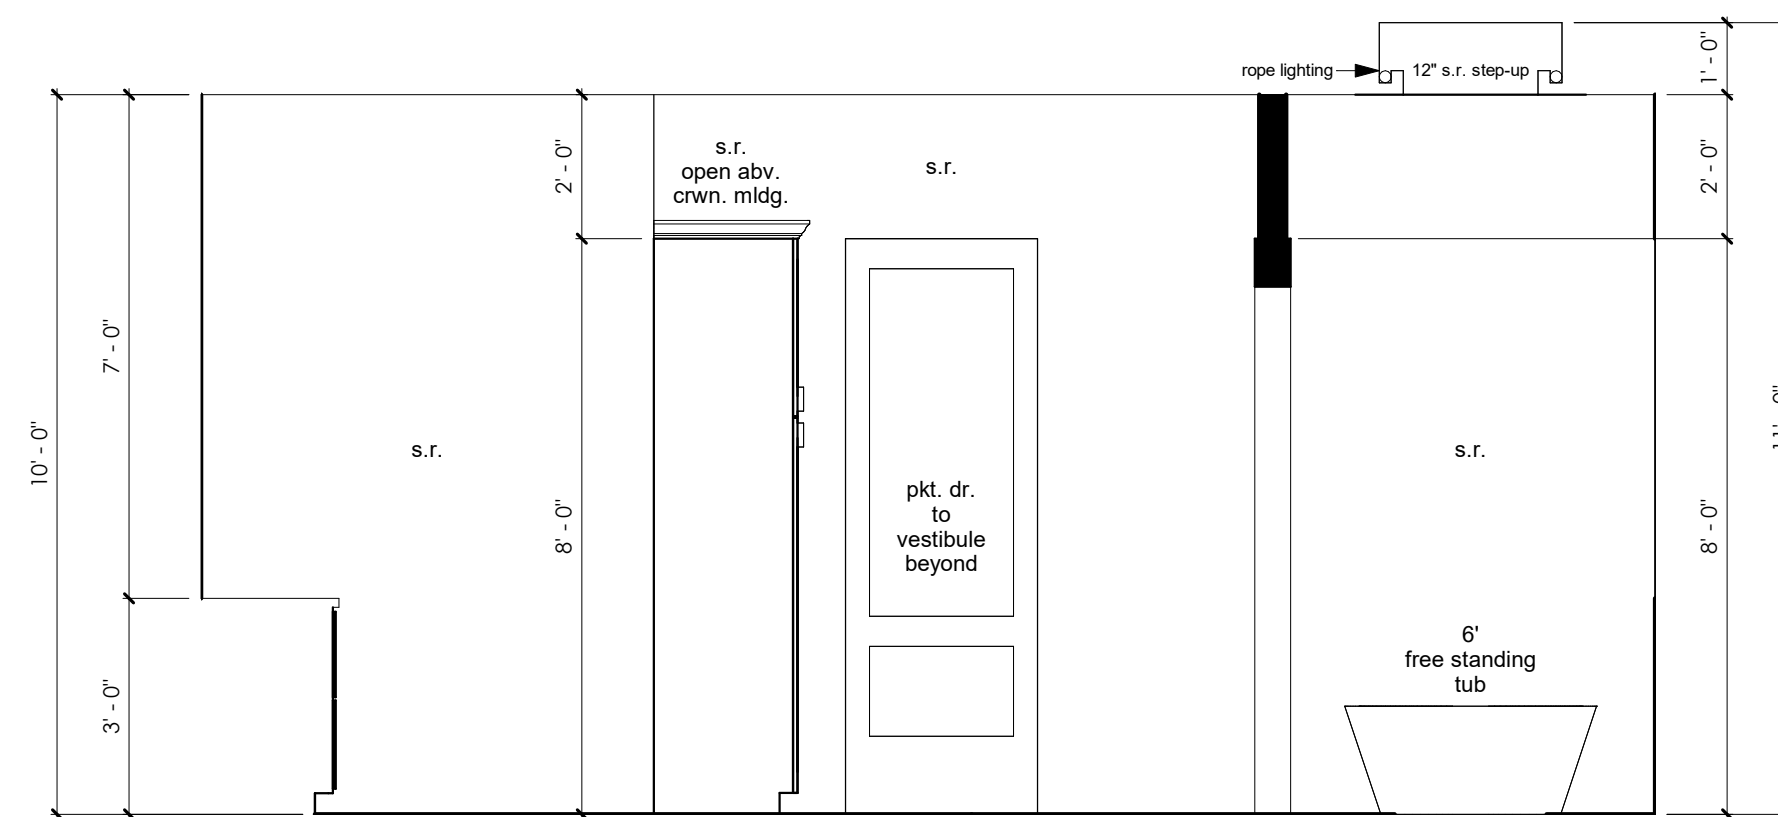 1' - 0"
rope lighting
12" s.r. step-up
2' - 0"
s.r.
open abv.
crwn. mldg.
s.r.
2' - 0"
7' - 0"
10' - 0"
s.r.
8' - 0"
pkt. dr.
to
vestibule
beyond
s.r.
8' - 0"
3' - 0"
6'
free standing
tub